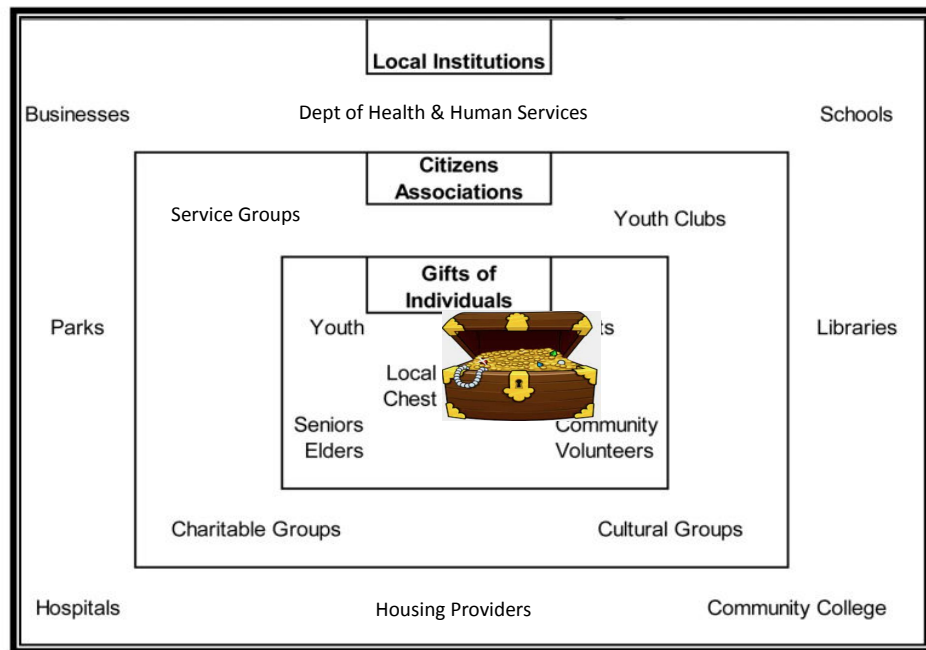 Local Institutions
Businesses
Dept of Health & Human Services
Schools
Citizens
Associations
Service Groups
Youth Clubs
Gifts of
Individuals
Parks
Youth
Libraries
Local
Chest
Seniors
Elders
Community
Volunteers
Charitable Groups
Cultural Groups
Hospitals
Housing Providers
Community College